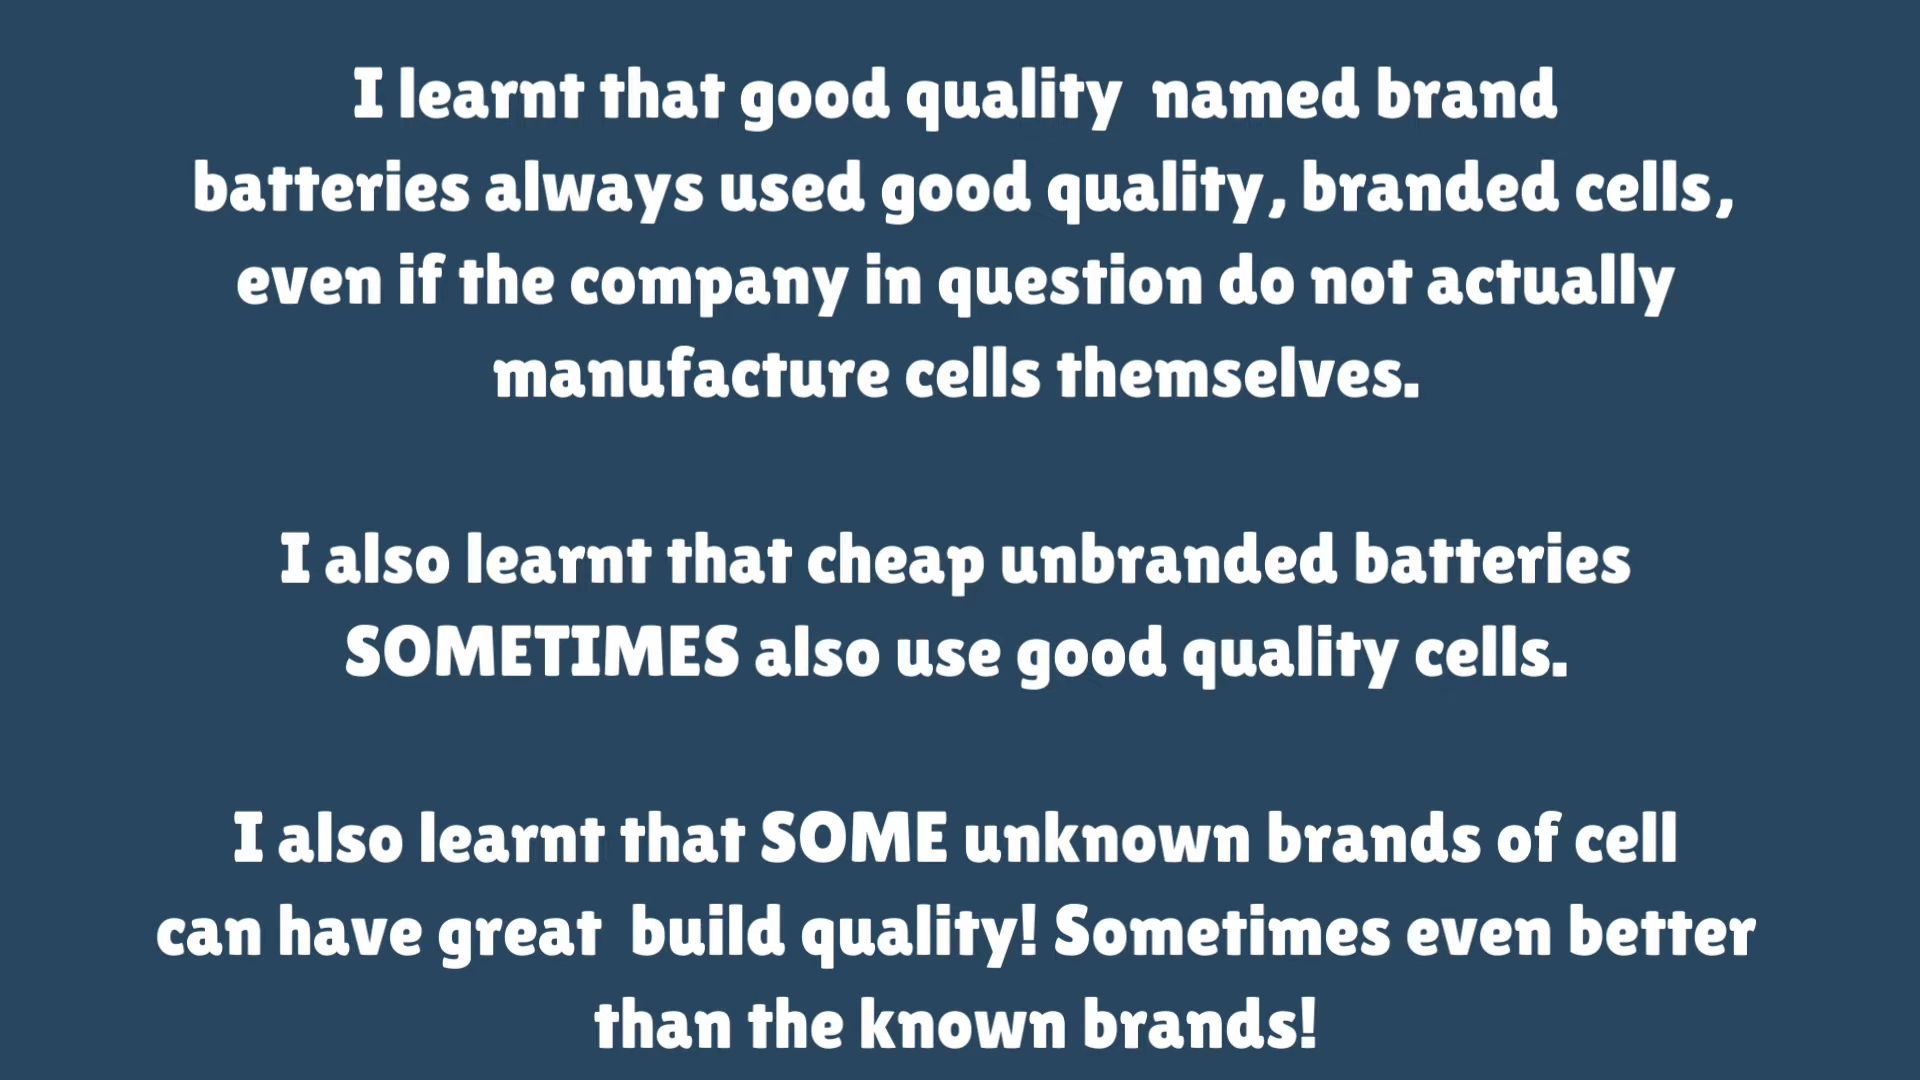 I learnt that good quality  named brand
batteries always used good quality, branded cells,
even if the company in question do not actually
manufacture cells themselves.
I also learnt that cheap unbranded batteries
SOMETIMES also use good quality cells.
I also learnt that SOME unknown brands of cell
can have great  build quality! Sometimes even better
than the known brands!